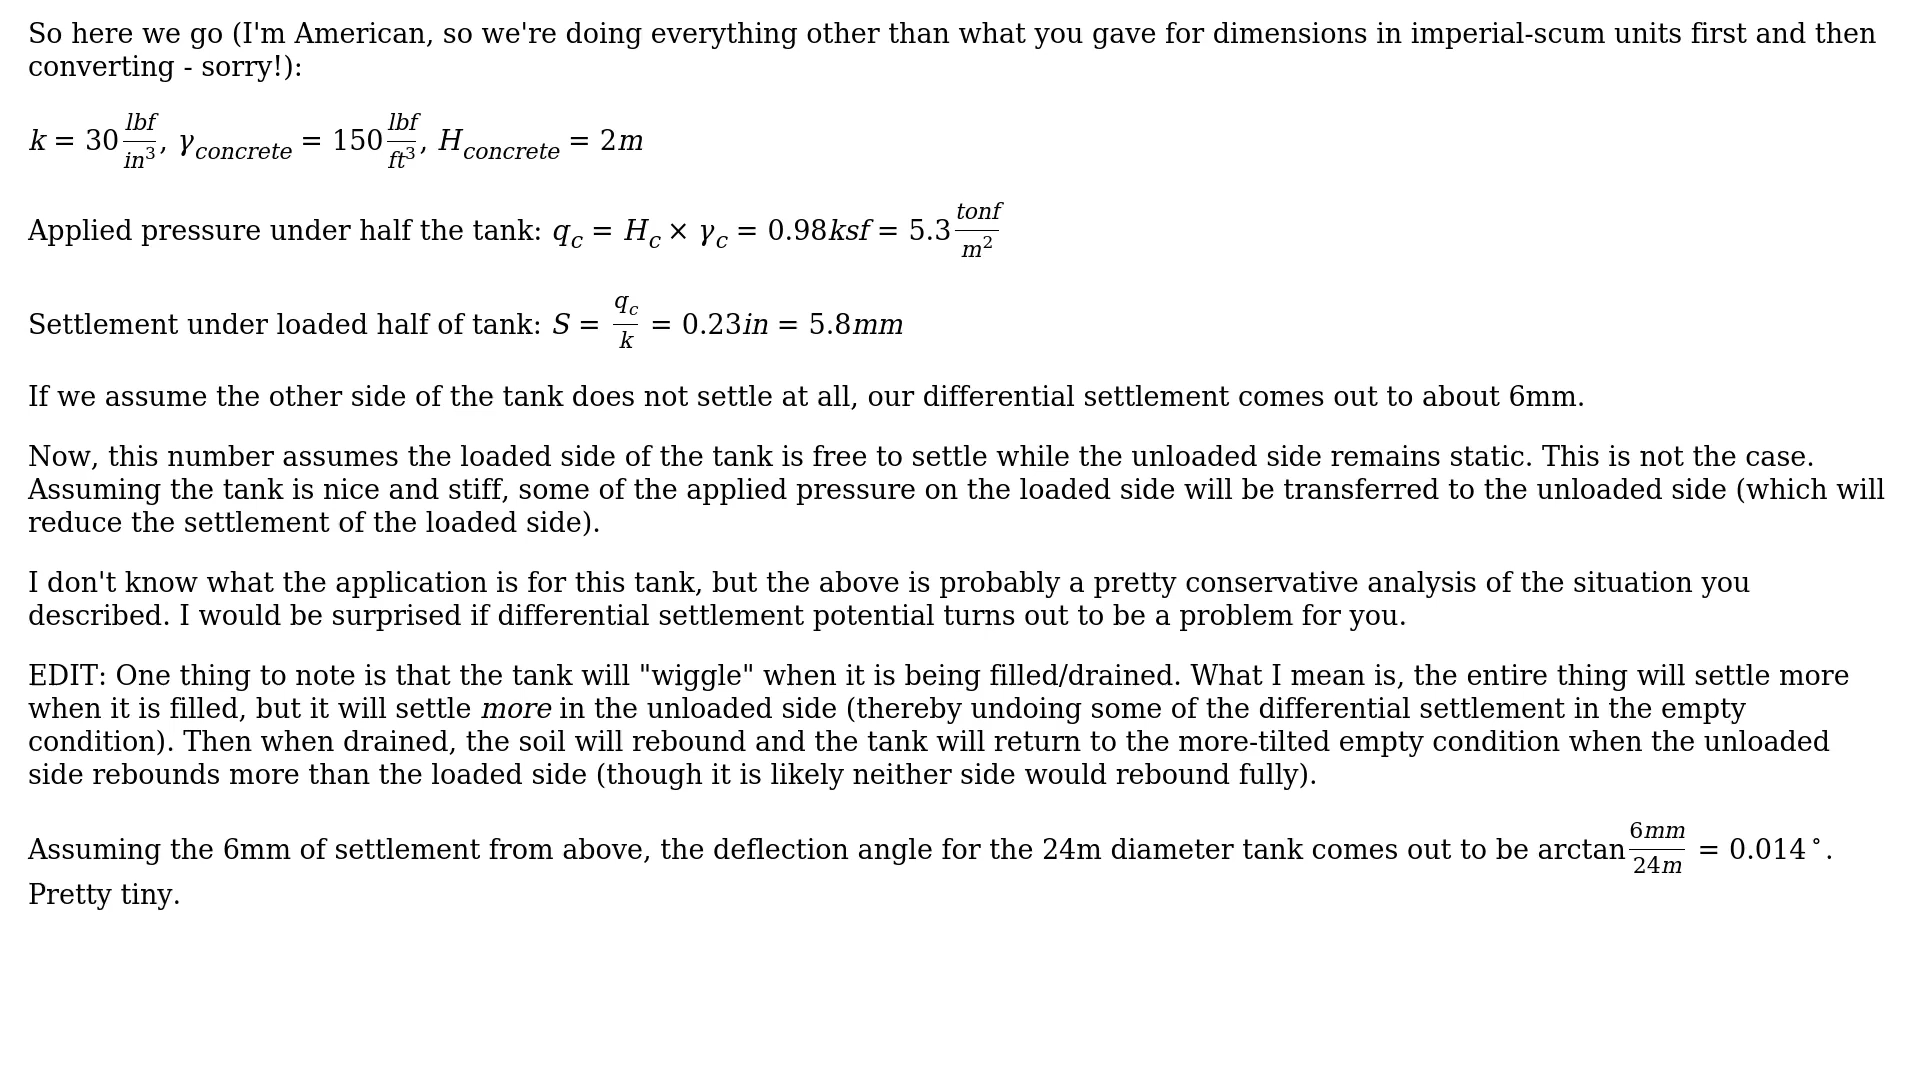 So here we go (I'm American, so we're doing everything other than what you gave for dimensions in imperial-scum units first and then
converting - sorry!):
k = 30 lbf/in³, γ_concrete = 150 lbf/ft³, H_concrete = 2m
Applied pressure under half the tank: q_c = H_c × γ_c = 0.98ksf = 5.3 tonf/m²
Settlement under loaded half of tank: S = q_c/k = 0.23in = 5.8mm
If we assume the other side of the tank does not settle at all, our differential settlement comes out to about 6mm.
Now, this number assumes the loaded side of the tank is free to settle while the unloaded side remains static. This is not the case.
Assuming the tank is nice and stiff, some of the applied pressure on the loaded side will be transferred to the unloaded side (which will
reduce the settlement of the loaded side).
I don't know what the application is for this tank, but the above is probably a pretty conservative analysis of the situation you
described. I would be surprised if differential settlement potential turns out to be a problem for you.
EDIT: One thing to note is that the tank will "wiggle" when it is being filled/drained. What I mean is, the entire thing will settle more
when it is filled, but it will settle more in the unloaded side (thereby undoing some of the differential settlement in the empty
condition). Then when drained, the soil will rebound and the tank will return to the more-tilted empty condition when the unloaded
side rebounds more than the loaded side (though it is likely neither side would rebound fully).
Assuming the 6mm of settlement from above, the deflection angle for the 24m diameter tank comes out to be arctan 6mm/24m = 0.014°.
Pretty tiny.